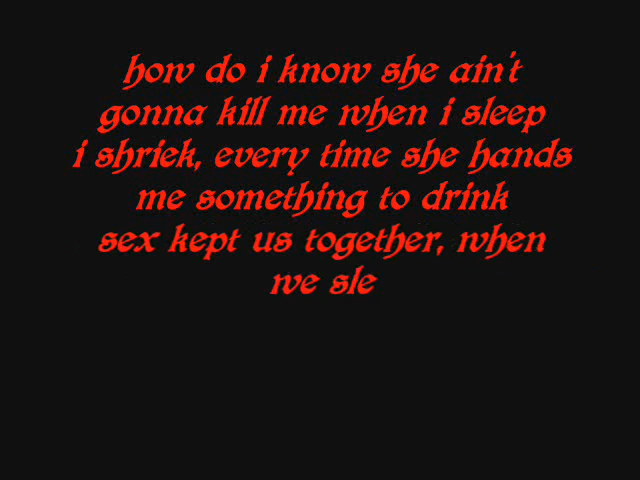 how do i know she ain't
gonna kill me when i sleep
i shriek, every time she hands
me something to drink
sex kept us together, when
we sle